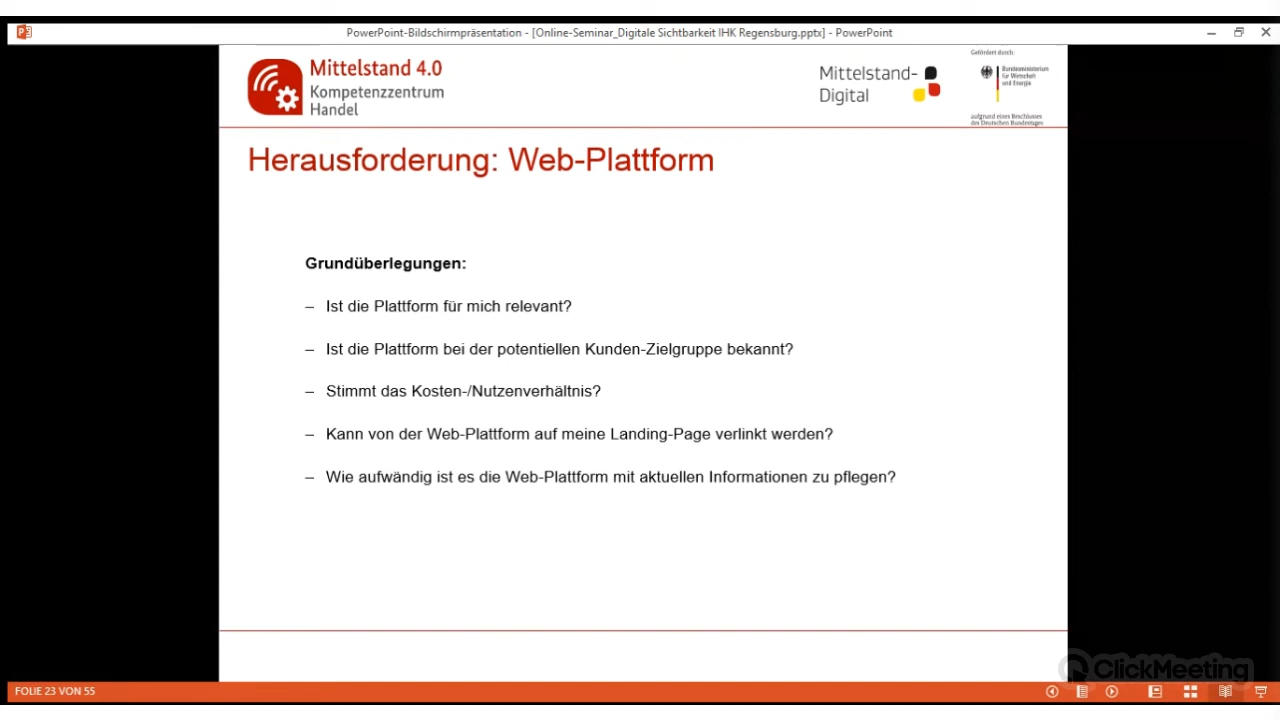 PowerPoint-Bildschirmpräsentation - [Online-Seminar_Digitale Sichtbarkeit IHK Regensburg.pptx] - PowerPoint
Mittelstand 4.0
Kompetenzzentrum
Handel
Mittelstand-
Digital
Gefördert durch:
Bundesministerium
für Wirtschaft
und Energie
aufgrund eines Beschlusses
des Deutschen Bundestages
Herausforderung: Web-Plattform
Grundüberlegungen:
– Ist die Plattform für mich relevant?
– Ist die Plattform bei der potentiellen Kunden-Zielgruppe bekannt?
– Stimmt das Kosten-/Nutzenverhältnis?
– Kann von der Web-Plattform auf meine Landing-Page verlinkt werden?
– Wie aufwändig ist es die Web-Plattform mit aktuellen Informationen zu pflegen?
ClickMeeting
FOLIE 23 VON 55